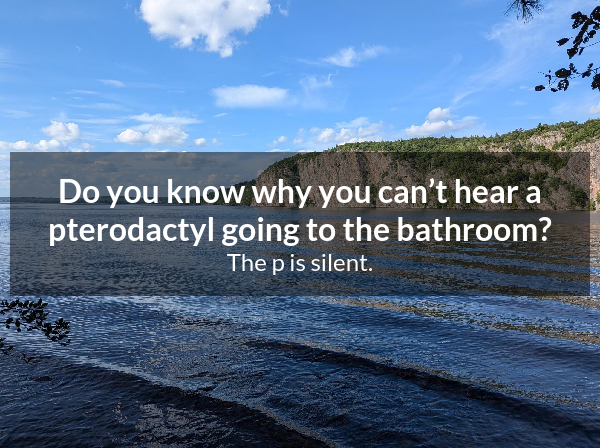 Do you know why you can’t hear a
pterodactyl going to the bathroom?
The p is silent.